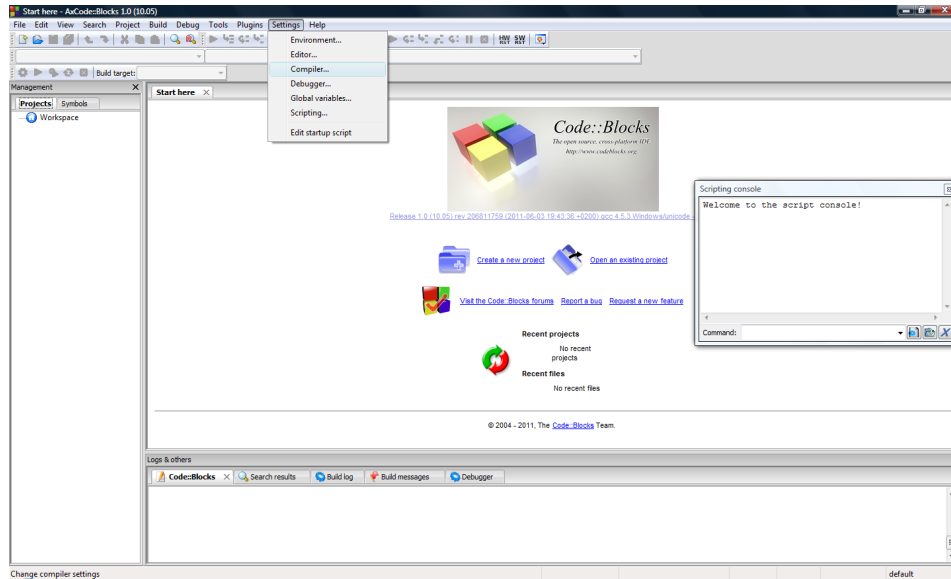 Start here - AxCode::Blocks 1.0 (10.05)
File Edit View Search Project Build Debug Tools Plugins Settings Help
HW RST SW RST
Environment...
Editor...
Compiler...
Debugger...
Global variables...
Scripting...
Edit startup script
Build target:
Management
Projects Symbols
Workspace
Start here
Code::Blocks
The open source, cross-platform IDE
http://www.codeblocks.org
Release 1.0 (10.05) rev 206811759 (2011-06-03 19:43:36 +0200) gcc 4.5.3 Windows/unicode
Create a new project Open an existing project
Visit the Code::Blocks forums Report a bug Request a new feature
Recent projects
No recent
projects
Recent files
No recent files
© 2004 - 2011, The Code::Blocks Team.
Scripting console
Welcome to the script console!
Command:
Logs & others
Code::Blocks Search results Build log Build messages Debugger
Change compiler settings default